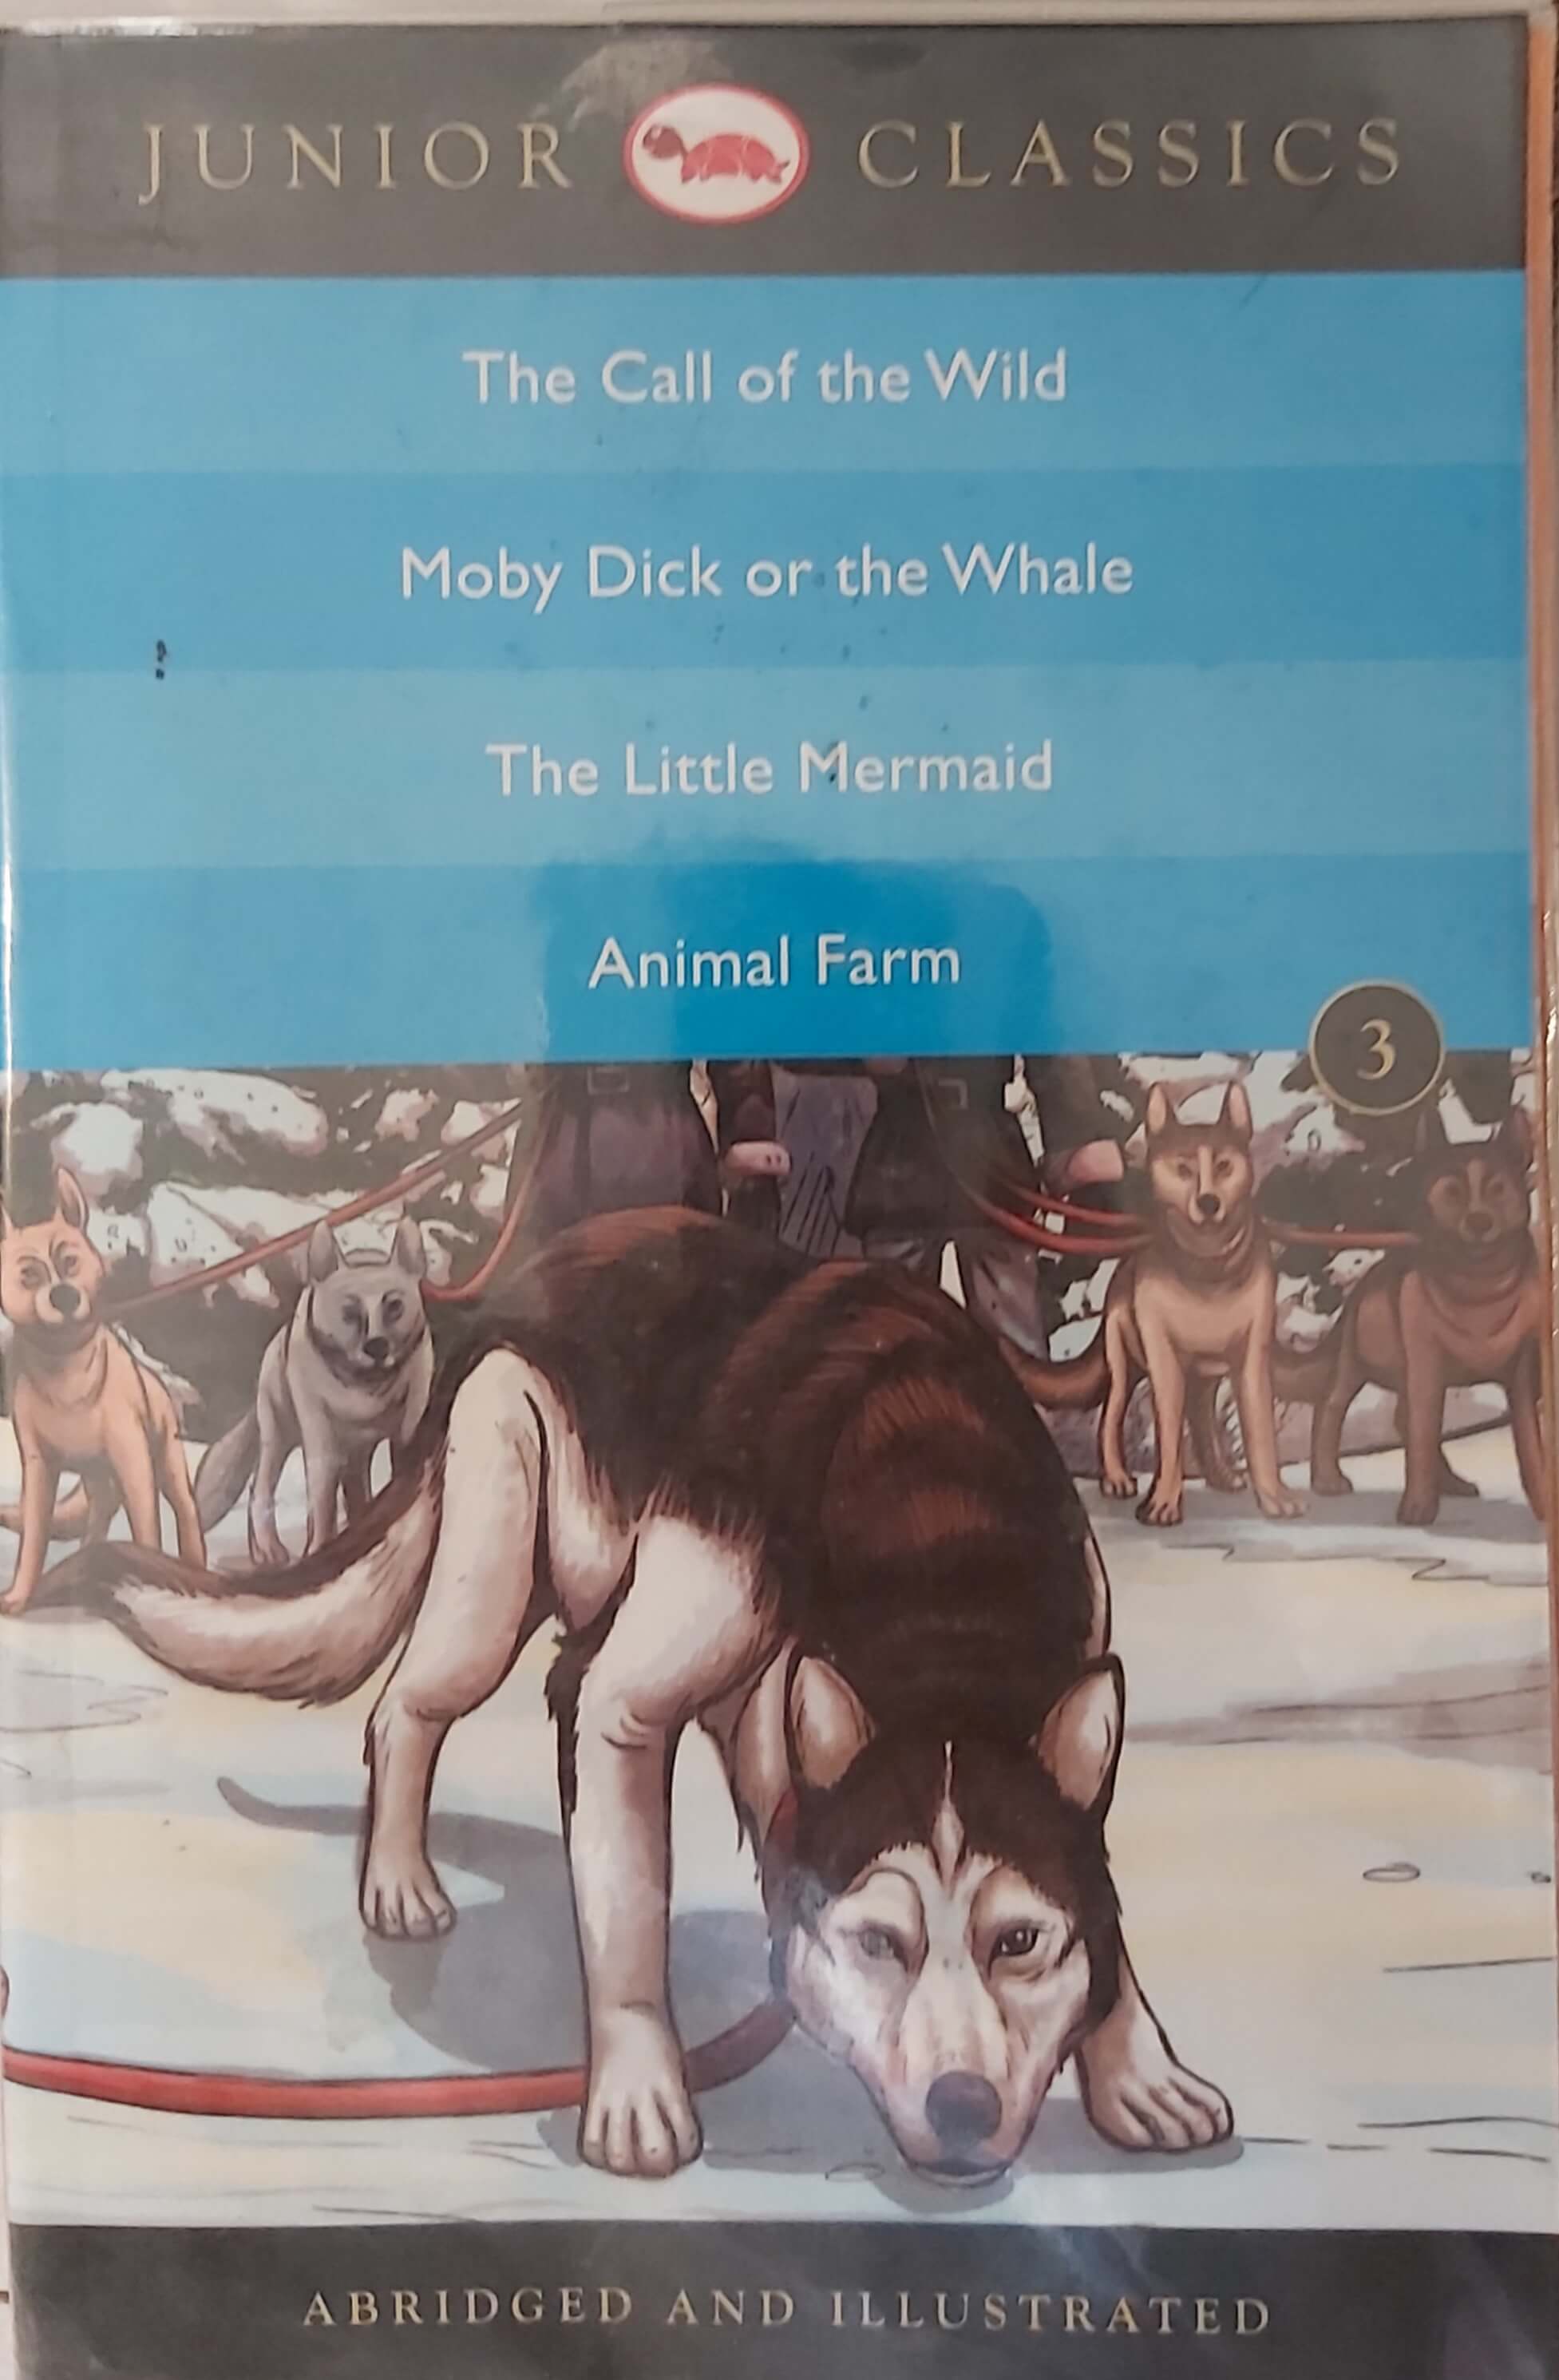 JUNIOR CLASSICS
The Call of the Wild
Moby Dick or the Whale
The Little Mermaid
Animal Farm
3
ABRIDGED AND ILLUSTRATED